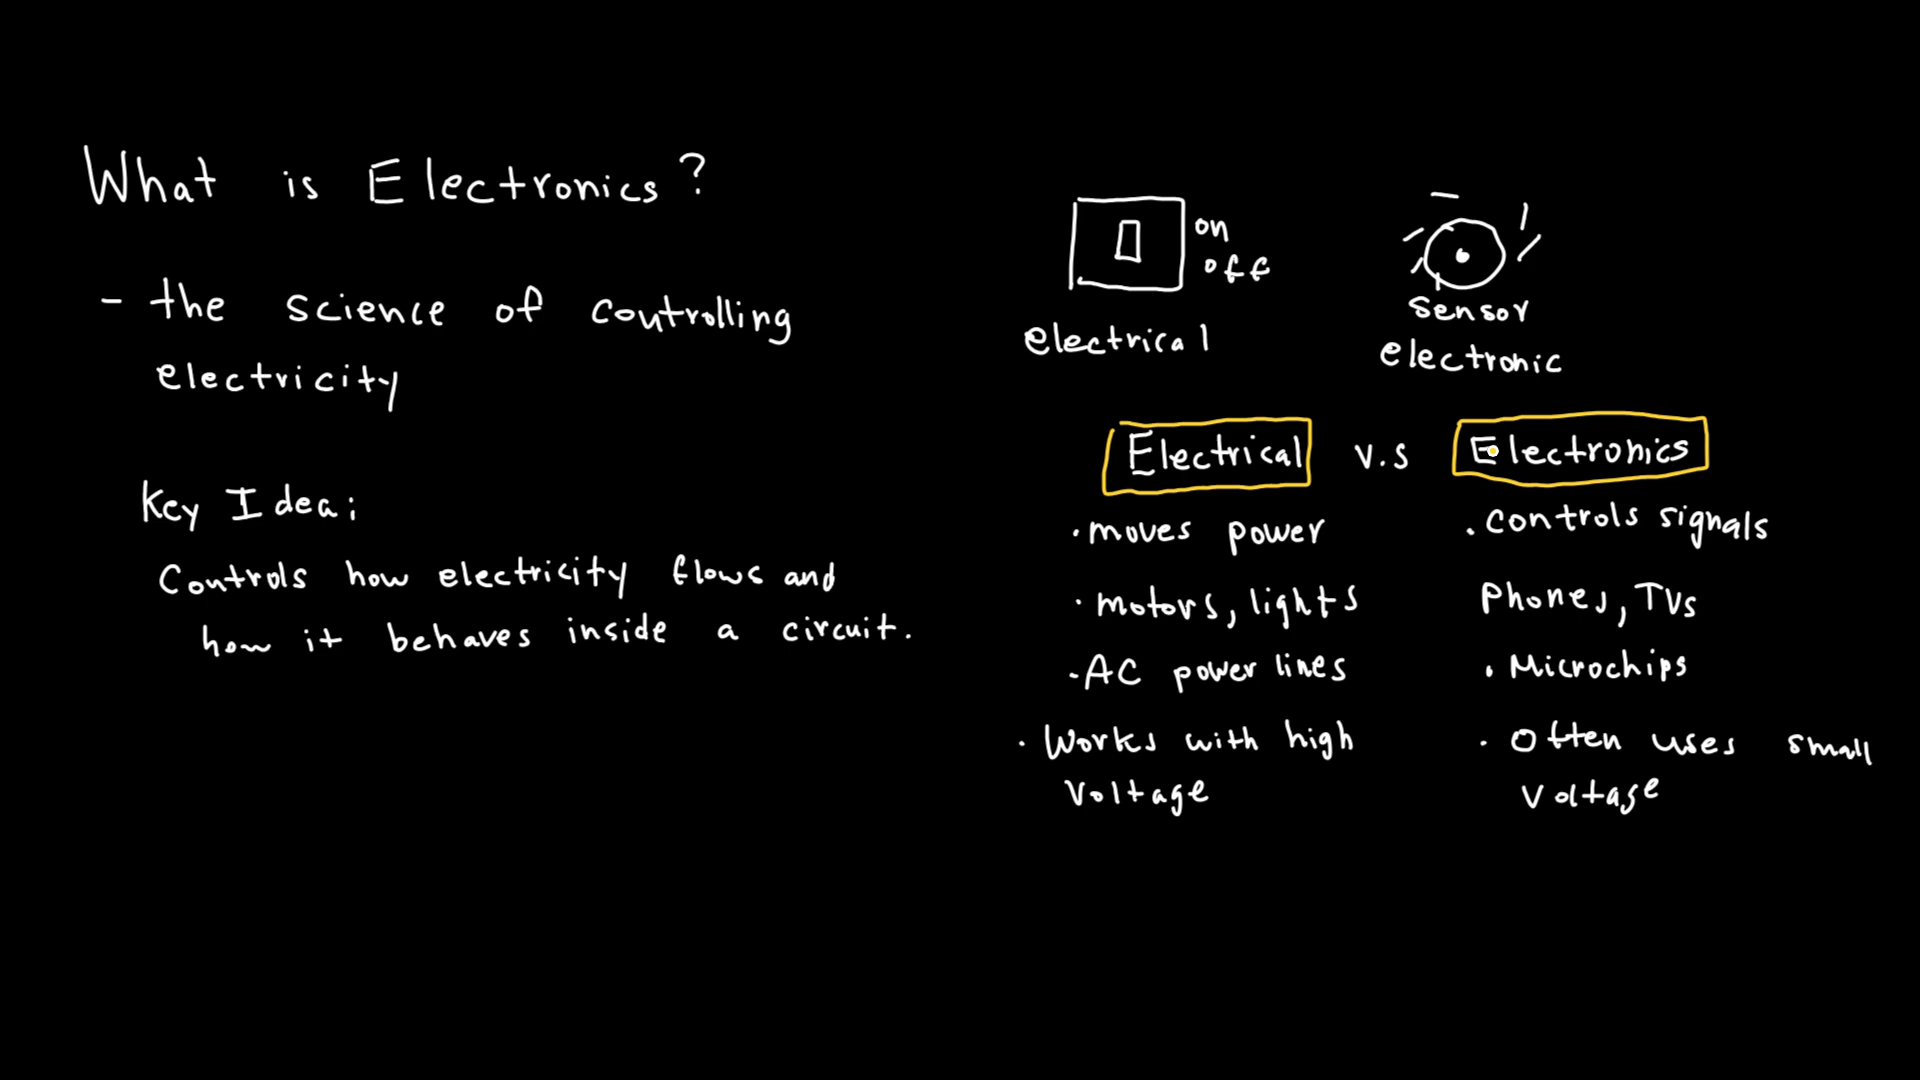 What is Electronics?
- the science of controlling
electricity
Key Idea:
Controls how electricity flows and
how it behaves inside a circuit.
on
off
electrical
sensor
electronic
Electrical v.s Electronics
• moves power
• motors, lights
• AC power lines
• Works with high
voltage
• controls signals
Phones, TVs
• Microchips
• Often uses small
voltage